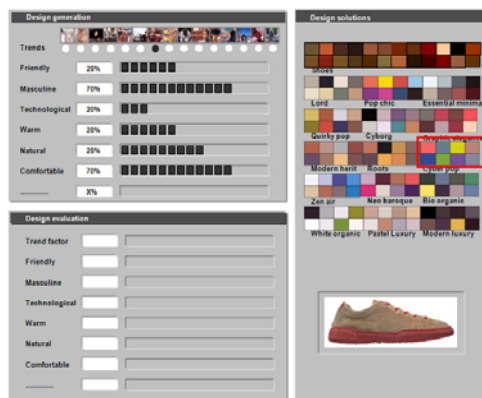 Design generation
Trends
Friendly 20%
Masculine 70%
Technological 20%
Warm 20%
Natural 20%
Comfortable 70%
............ X%
Design evaluation
Trend factor
Friendly
Masculine
Technological
Warm
Natural
Comfortable
............
Design solutions
Shoes
Lord Pop chic Essential minima
Quirky pop Cyborg
Modern herit Roots Cyber pop
Zen air Neo baroque Bio organic
White organic Pastel Luxury Modern luxury